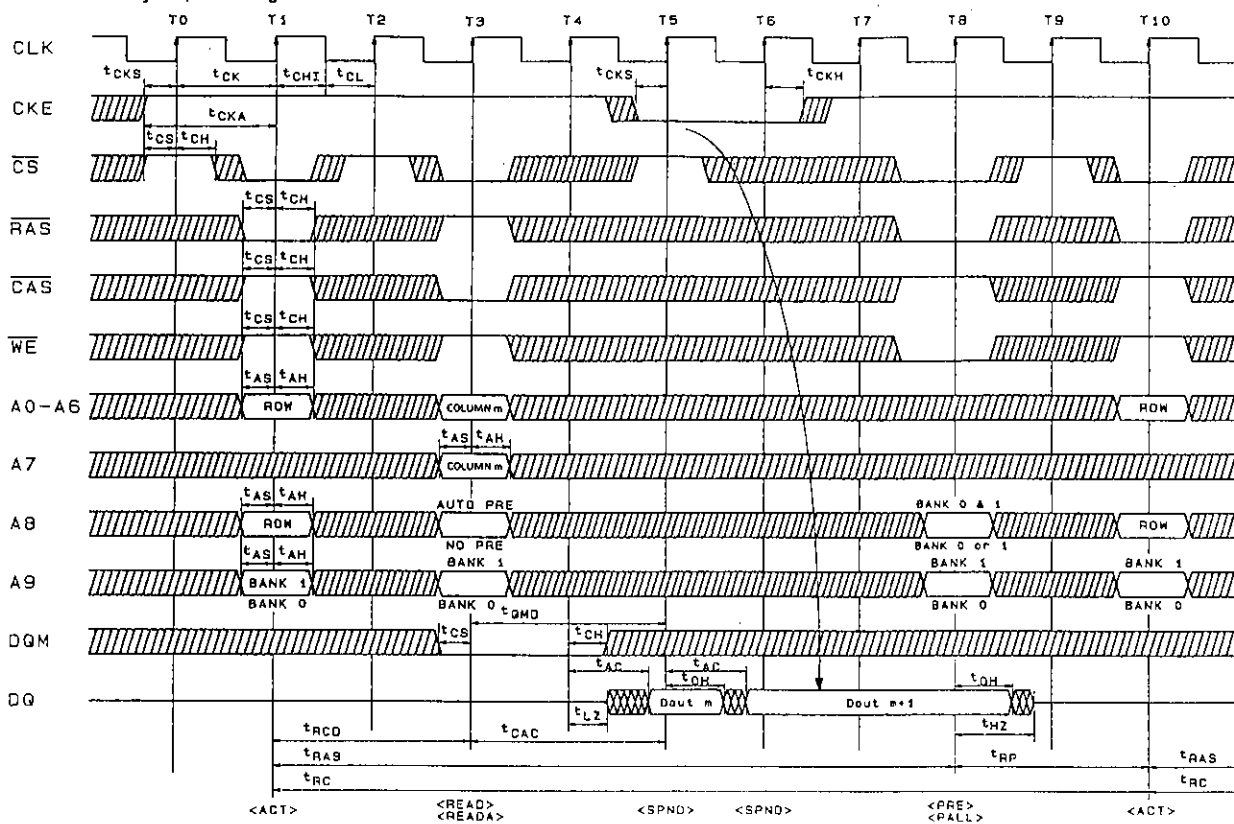 T0 T1 T2 T3 T4 T5 T6 T7 T8 T9 T10
CLK
tCKS tCK tCHI tCL tCKS tCKH
CKE
tCKA
tCS tCH
CS
tCS tCH
RAS
tCS tCH
CAS
tCS tCH
WE
tAS tAH
A0-A6 ROW COLUMN m ROW
tAS tAH
A7 COLUMN m
tAS tAH AUTO PRE BANK 0 & 1
A8 ROW ROW
NO PRE BANK 0 or 1
tAS tAH BANK 1 BANK 1 BANK 1
A9 BANK 1
BANK 0 BANK 0 BANK 0 BANK 0
tQMD
DQM tCS tCH
tAC tAC
tOH tOH
DQ Dout m Dout m+1
tLZ tHZ
tRCD tCAC
tRAS tRP tRAS
tRC tRC
<ACT> <READ> <SPND> <SPND> <PRE> <ACT>
<READA> <PALL>